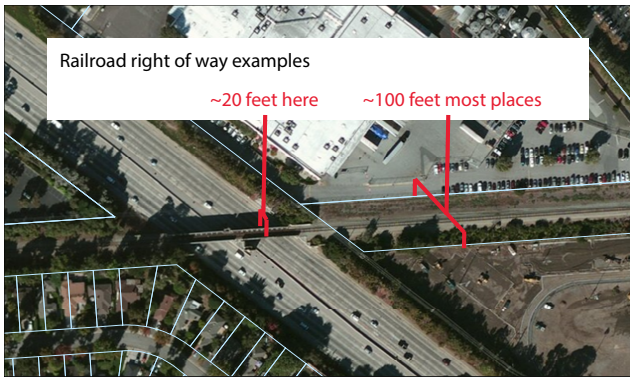 Railroad right of way examples
~20 feet here
~100 feet most places